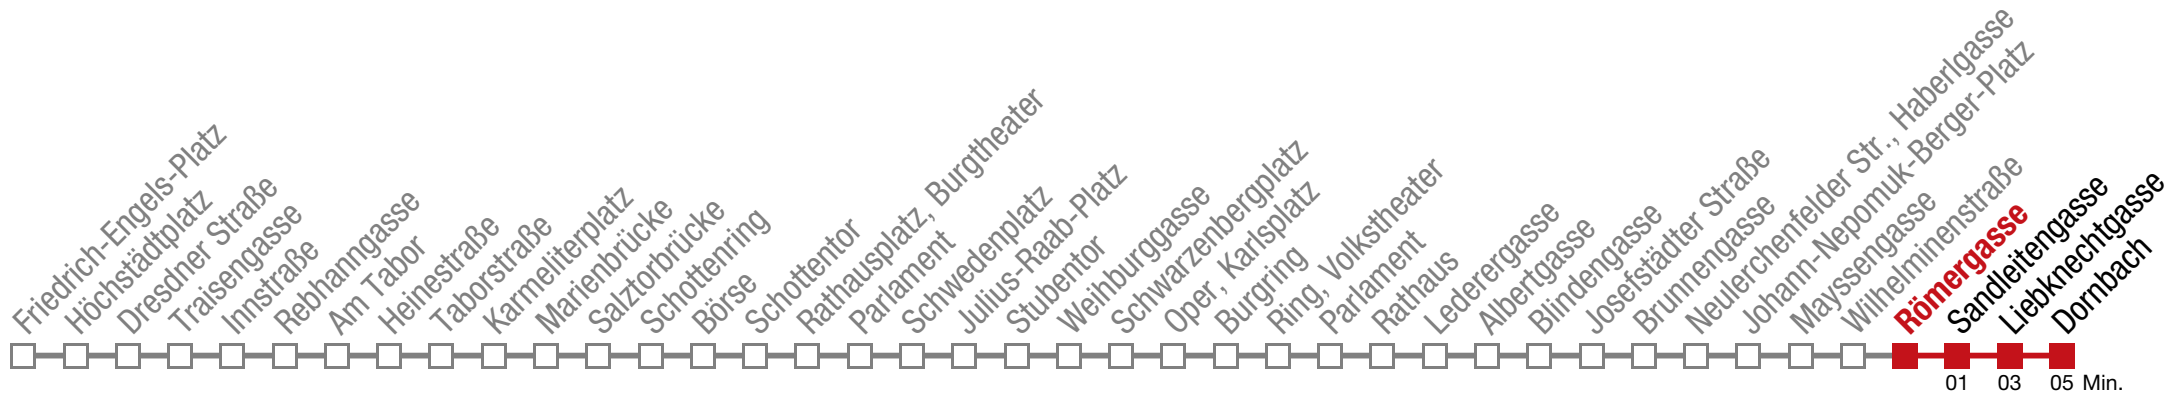 Friedrich-Engels-Platz
Höchstädtplatz
Dresdner Straße
Traisengasse
Innstraße
Rebhanngasse
Am Tabor
Heinestraße
Taborstraße
Karmeliterplatz
Marienbrücke
Salztorbrücke
Schottenring
Börse
Schottentor
Rathausplatz, Burgtheater
Parlament
Schwedenplatz
Julius-Raab-Platz
Stubentor
Weihburggasse
Schwarzenbergplatz
Oper, Karlsplatz
Burgring
Ring, Volkstheater
Parlament
Rathaus
Lederergasse
Albertgasse
Blindengasse
Josefstädter Straße
Brunnengasse
Neulerchenfelder Str., Haberlgasse
Johann-Nepomuk-Berger-Platz
Mayssengasse
Wilhelminenstraße
Römergasse
Sandleitengasse
Liebknechtgasse
Dornbach
01 03 05 Min.